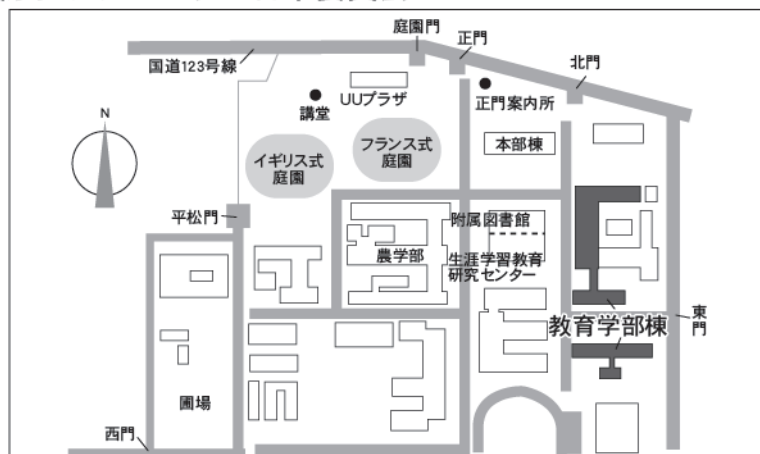 庭園門
正門
国道123号線
北門
UUプラザ
正門案内所
講堂
N
フランス式
庭園
本部棟
イギリス式
庭園
平松門
附属図書館
農学部
生涯学習教育
研究センター
教育学部棟
東
門
圃場
西門